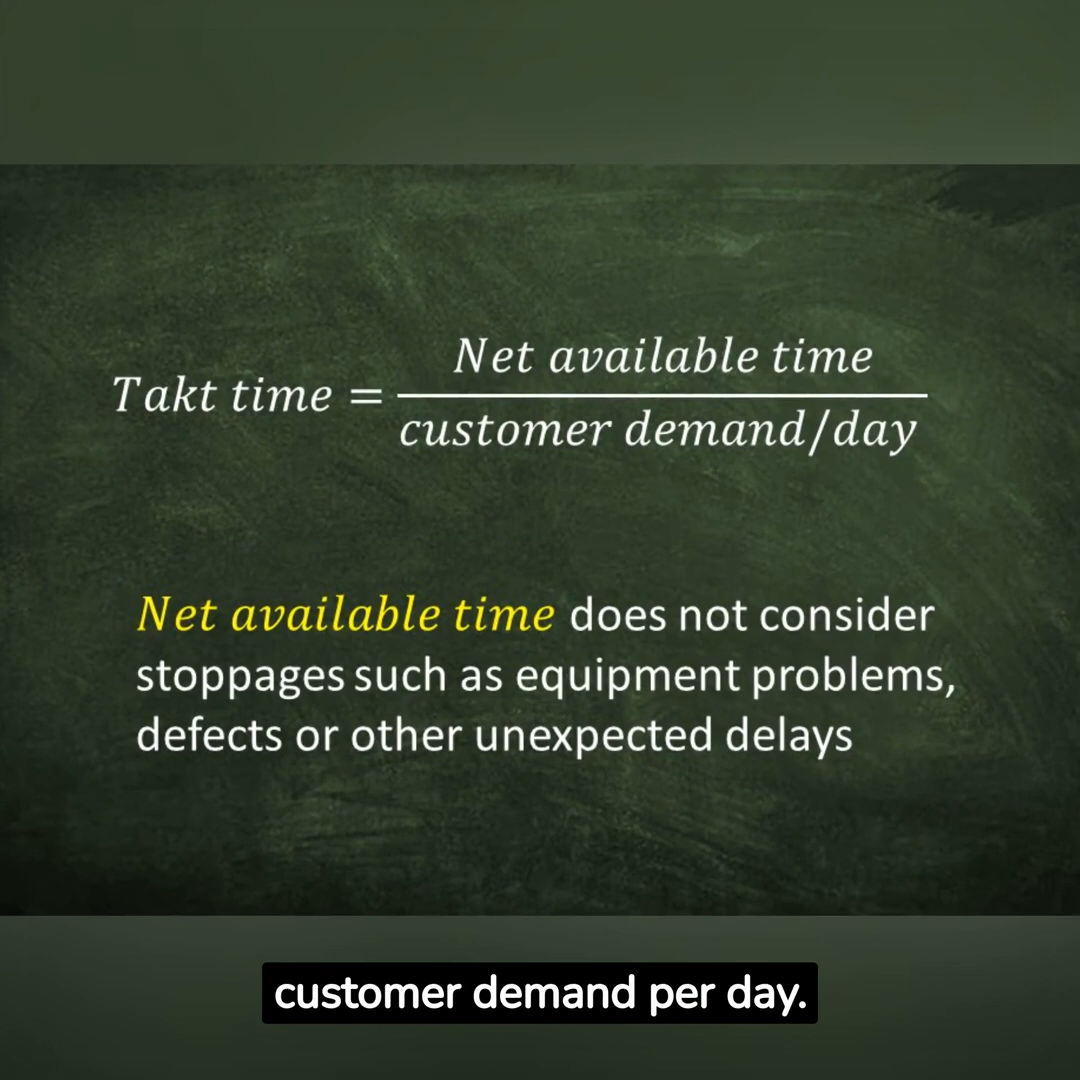 Takt time = Net available time / customer demand/day
Net available time does not consider
stoppages such as equipment problems,
defects or other unexpected delays
customer demand per day.